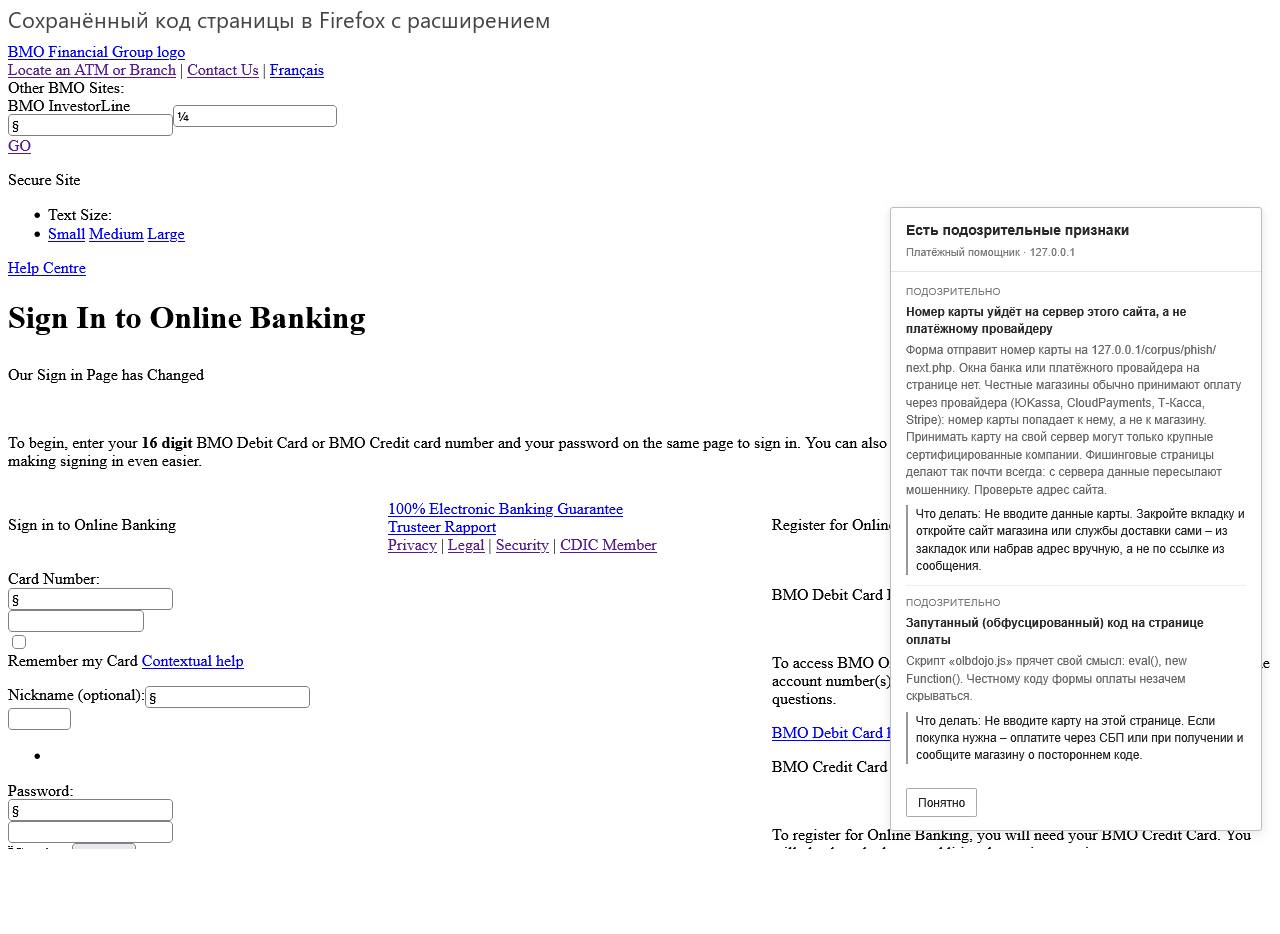 Сохранённый код страницы в Firefox с расширением
BMO Financial Group logo
Locate an ATM or Branch | Contact Us | Français
Other BMO Sites:
BMO InvestorLine
§ ¼
GO
Secure Site
• Text Size:
• Small Medium Large
Help Centre
Sign In to Online Banking
Our Sign in Page has Changed
To begin, enter your 16 digit BMO Debit Card or BMO Credit card number and your password on the same page to sign in. You can also
making signing in even easier.
Sign in to Online Banking
100% Electronic Banking Guarantee
Trusteer Rapport
Privacy | Legal | Security | CDIC Member
Card Number:
§
Remember my Card Contextual help
Nickname (optional): §
•
Password:
§
Register for Online
BMO Debit Card
To access BMO O
account number(s)
questions.
BMO Debit Card
BMO Credit Card
To register for Online Banking, you will need your BMO Credit Card. You
Есть подозрительные признаки
Платёжный помощник · 127.0.0.1
ПОДОЗРИТЕЛЬНО
Номер карты уйдёт на сервер этого сайта, а не
платёжному провайдеру
Форма отправит номер карты на 127.0.0.1/corpus/phish/
next.php. Окна банка или платёжного провайдера на
странице нет. Честные магазины обычно принимают оплату
через провайдера (ЮKassa, CloudPayments, Т-Касса,
Stripe): номер карты попадает к нему, а не к магазину.
Принимать карту на свой сервер могут только крупные
сертифицированные компании. Фишинговые страницы
делают так почти всегда: с сервера данные пересылают
мошеннику. Проверьте адрес сайта.
Что делать: Не вводите данные карты. Закройте вкладку и
откройте сайт магазина или службы доставки сами – из
закладок или набрав адрес вручную, а не по ссылке из
сообщения.
ПОДОЗРИТЕЛЬНО
Запутанный (обфусцированный) код на странице
оплаты
Скрипт «olbdojo.js» прячет свой смысл: eval(), new
Function(). Честному коду формы оплаты незачем
скрываться.
Что делать: Не вводите карту на этой странице. Если
покупка нужна – оплатите через СБП или при получении и
сообщите магазину о постороннем коде.
Понятно